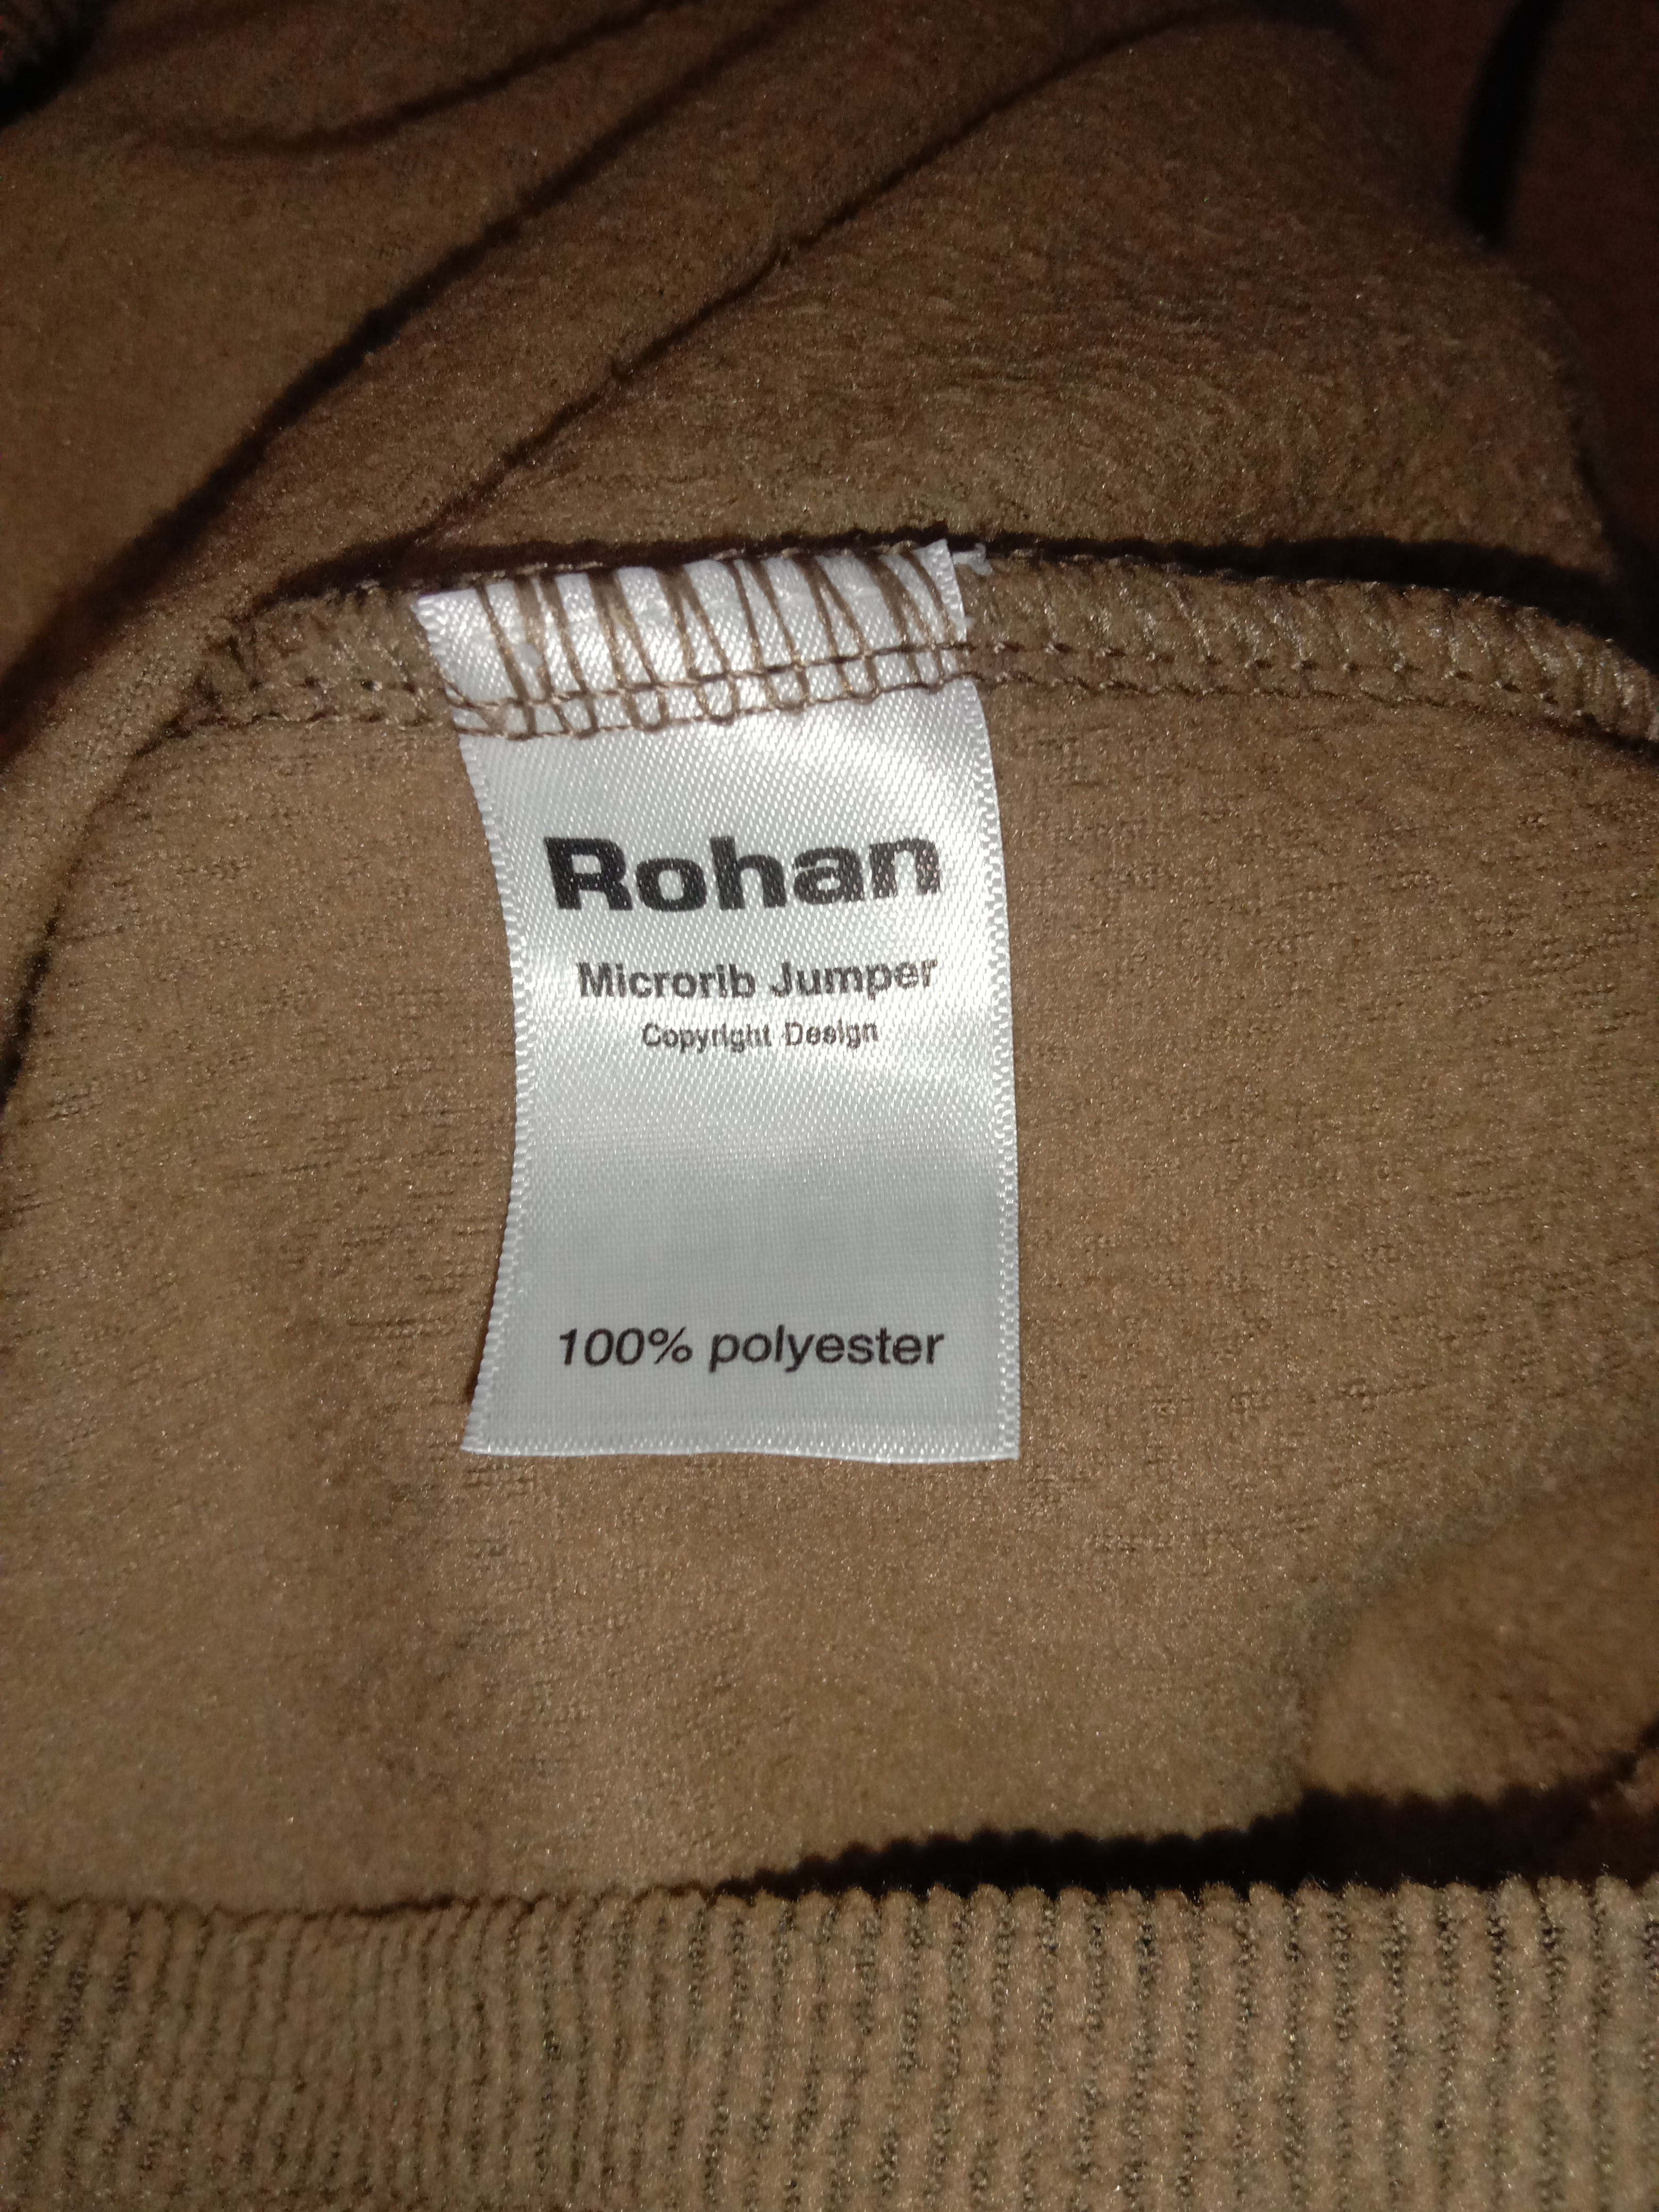 Rohan
Microrib Jumper
Copyright Design
100% polyester